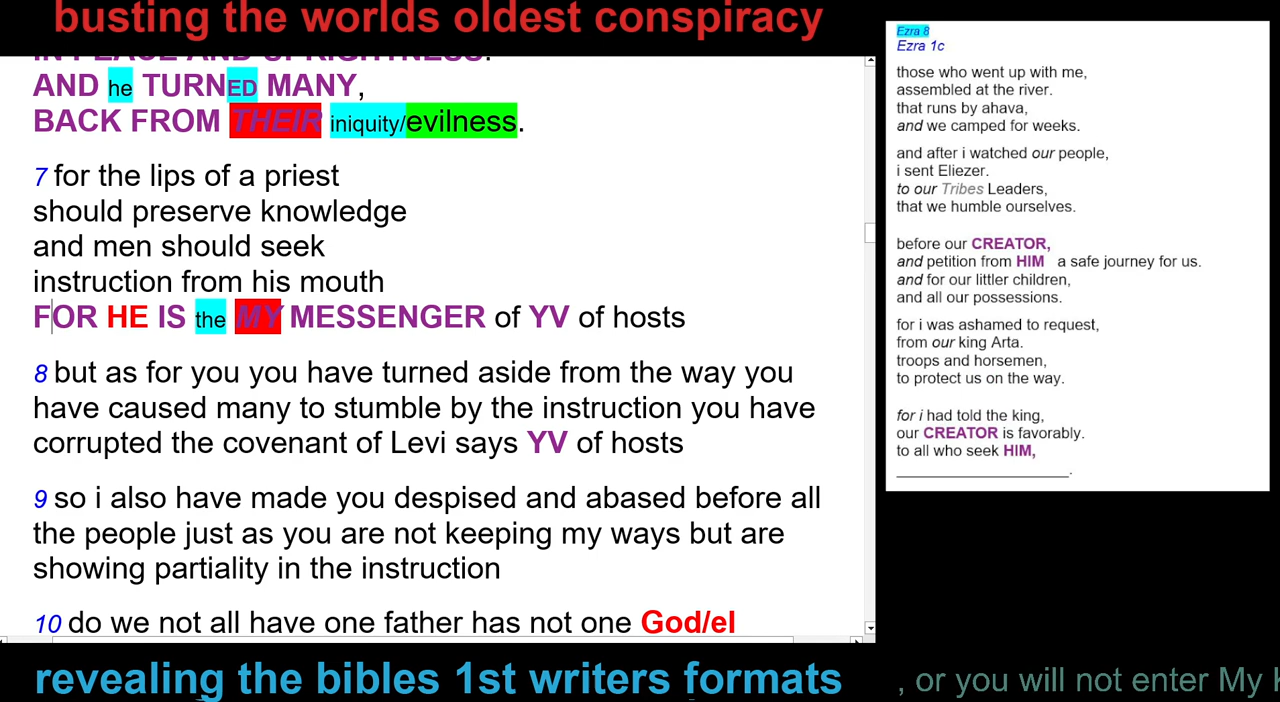 busting the worlds oldest conspiracy
IN PEACE AND UPRIGHTNESS.
AND he TURNED MANY,
BACK FROM THEIR iniquity/evilness.
7 for the lips of a priest
should preserve knowledge
and men should seek
instruction from his mouth
FOR HE IS the MY MESSENGER of YV of hosts
8 but as for you you have turned aside from the way you
have caused many to stumble by the instruction you have
corrupted the covenant of Levi says YV of hosts
9 so i also have made you despised and abased before all
the people just as you are not keeping my ways but are
showing partiality in the instruction
10 do we not all have one father has not one God/el
Ezra 8
Ezra 1c
those who went up with me,
assembled at the river.
that runs by ahava,
and we camped for weeks.
and after i watched our people,
i sent Eliezer.
to our Tribes Leaders,
that we humble ourselves.
before our CREATOR,
and petition from HIM a safe journey for us.
and for our littler children,
and all our possessions.
for i was ashamed to request,
from our king Arta.
troops and horsemen,
to protect us on the way.
for i had told the king,
our CREATOR is favorably.
to all who seek HIM,
____________________.
revealing the bibles 1st writers formats
, or you will not enter My